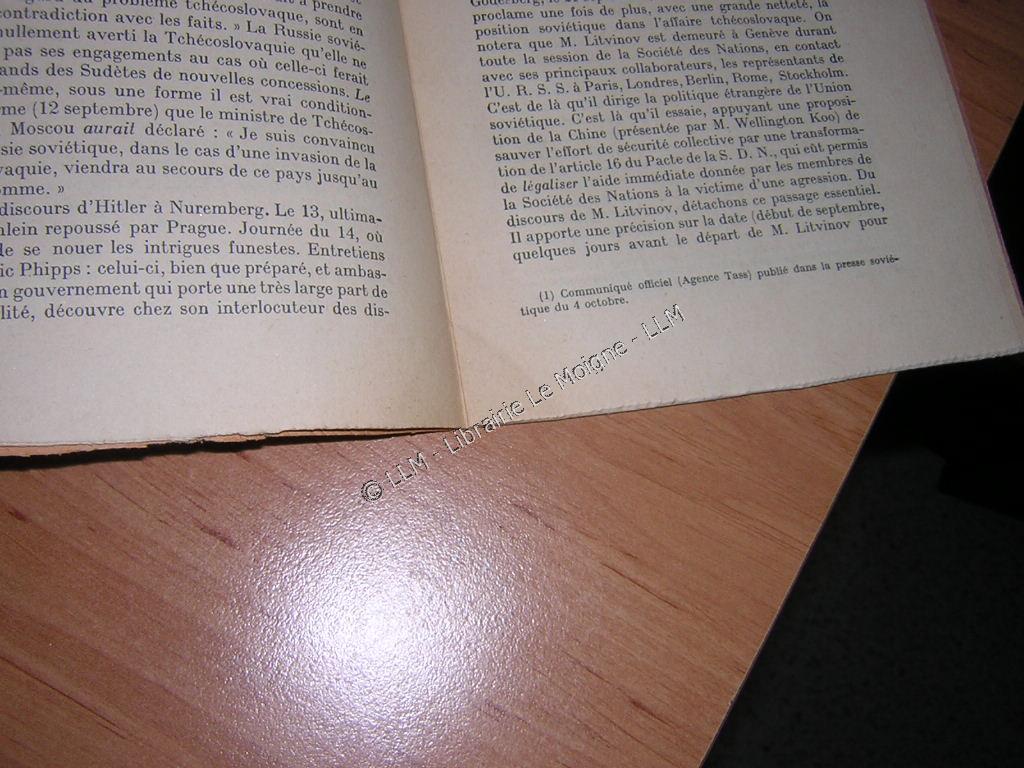 à prendre
du problème tchécoslovaque, sont en
contradiction avec les faits. » La Russie sovié-
nullement averti la Tchécoslovaquie qu'elle ne
pas ses engagements au cas où celle-ci ferait
ands des Sudètes de nouvelles concessions. Le
-même, sous une forme il est vrai condition-
me (12 septembre) que le ministre de Tchécos-
Moscou aurail déclaré : « Je suis convaincu
sie soviétique, dans le cas d'une invasion de la
vaquie, viendra au secours de ce pays jusqu'au
omme. »
discours d'Hitler à Nuremberg. Le 13, ultima-
nlein repoussé par Prague. Journée du 14, où
de se nouer les intrigues funestes. Entretiens
ic Phipps : celui-ci, bien que préparé, et ambas-
n gouvernement qui porte une très large part de
lité, découvre chez son interlocuteur des dis-
Godesberg, le
proclame une fois de plus, avec une grande netteté, la
position soviétique dans l'affaire tchécoslovaque. On
notera que M. Litvinov est demeuré à Genève durant
toute la session de la Société des Nations, en contact
avec ses principaux collaborateurs, les représentants de
l'U. R. S. S. à Paris, Londres, Berlin, Rome, Stockholm.
C'est de là qu'il dirige la politique étrangère de l'Union
soviétique. C'est là qu'il essaie, appuyant une proposi-
tion de la Chine (présentée par M. Wellington Koo) de
sauver l'effort de sécurité collective par une transforma-
tion de l'article 16 du Pacte de la S. D. N., qui eût permis
de légaliser l'aide immédiate donnée par les membres de
la Société des Nations à la victime d'une agression. Du
discours de M. Litvinov, détachons ce passage essentiel.
Il apporte une précision sur la date (début de septembre,
quelques jours avant le départ de M. Litvinov pour
(1) Communiqué officiel (Agence Tass) publié dans la presse sovié-
tique du 4 octobre.
© LLM - Librairie Le Moigne - LLM